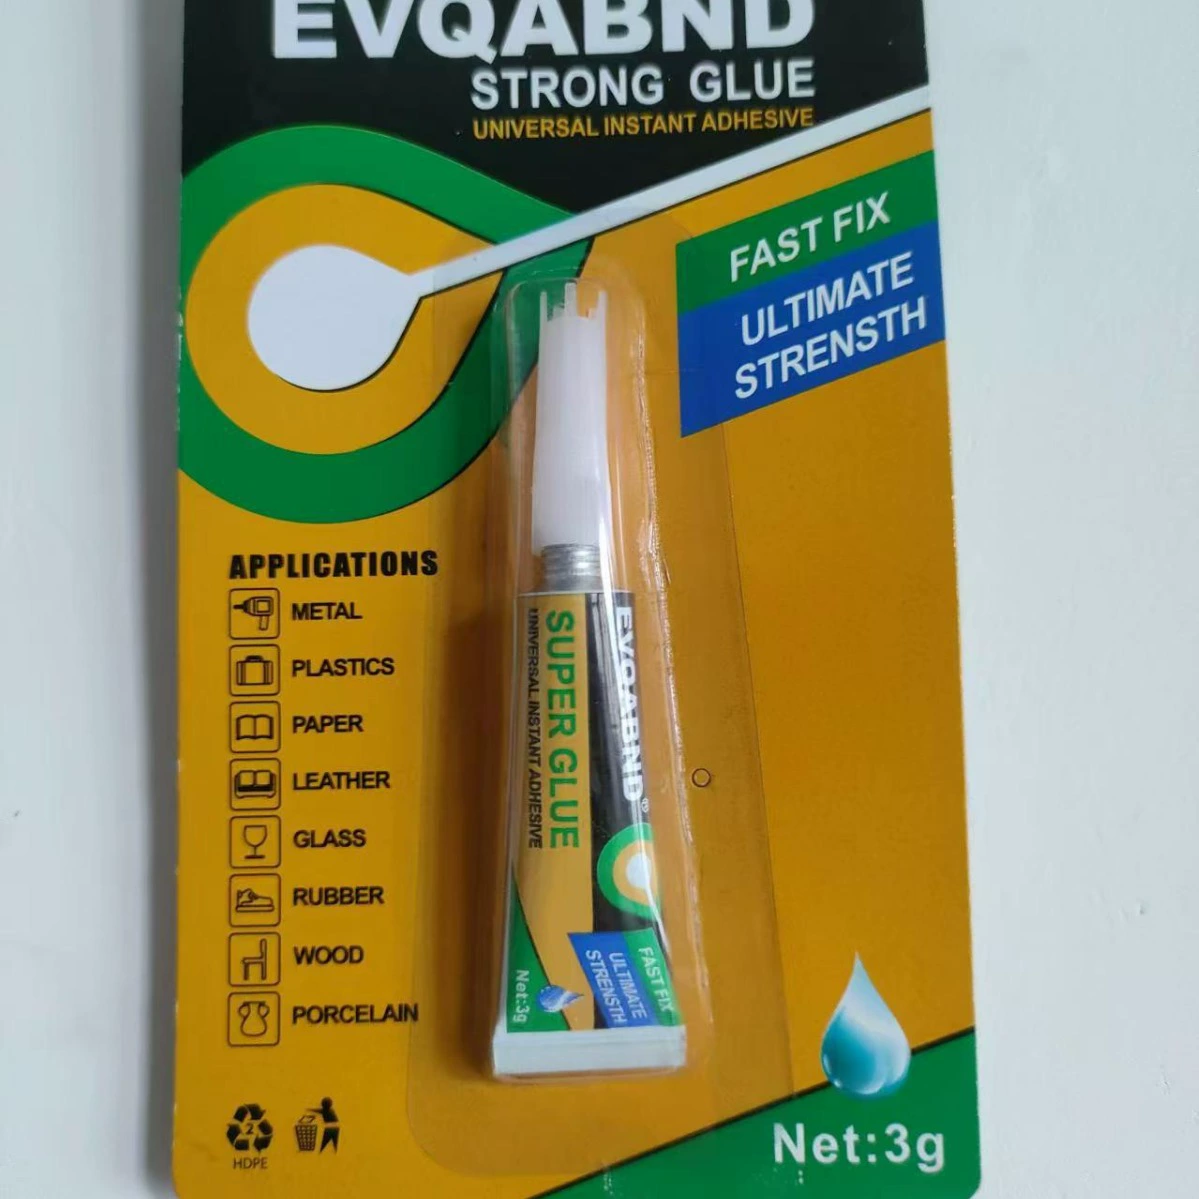 EVQABND
STRONG GLUE
UNIVERSAL INSTANT ADHESIVE
FAST FIX
ULTIMATE
STRENSTH
APPLICATIONS
METAL
PLASTICS
PAPER
LEATHER
GLASS
RUBBER
WOOD
PORCELAIN
EVQABND®
SUPER GLUE
UNIVERSAL INSTANT ADHESIVE
FAST FIX
ULTIMATE
STRENSTH
Net:3g
2
HDPE
Net:3g